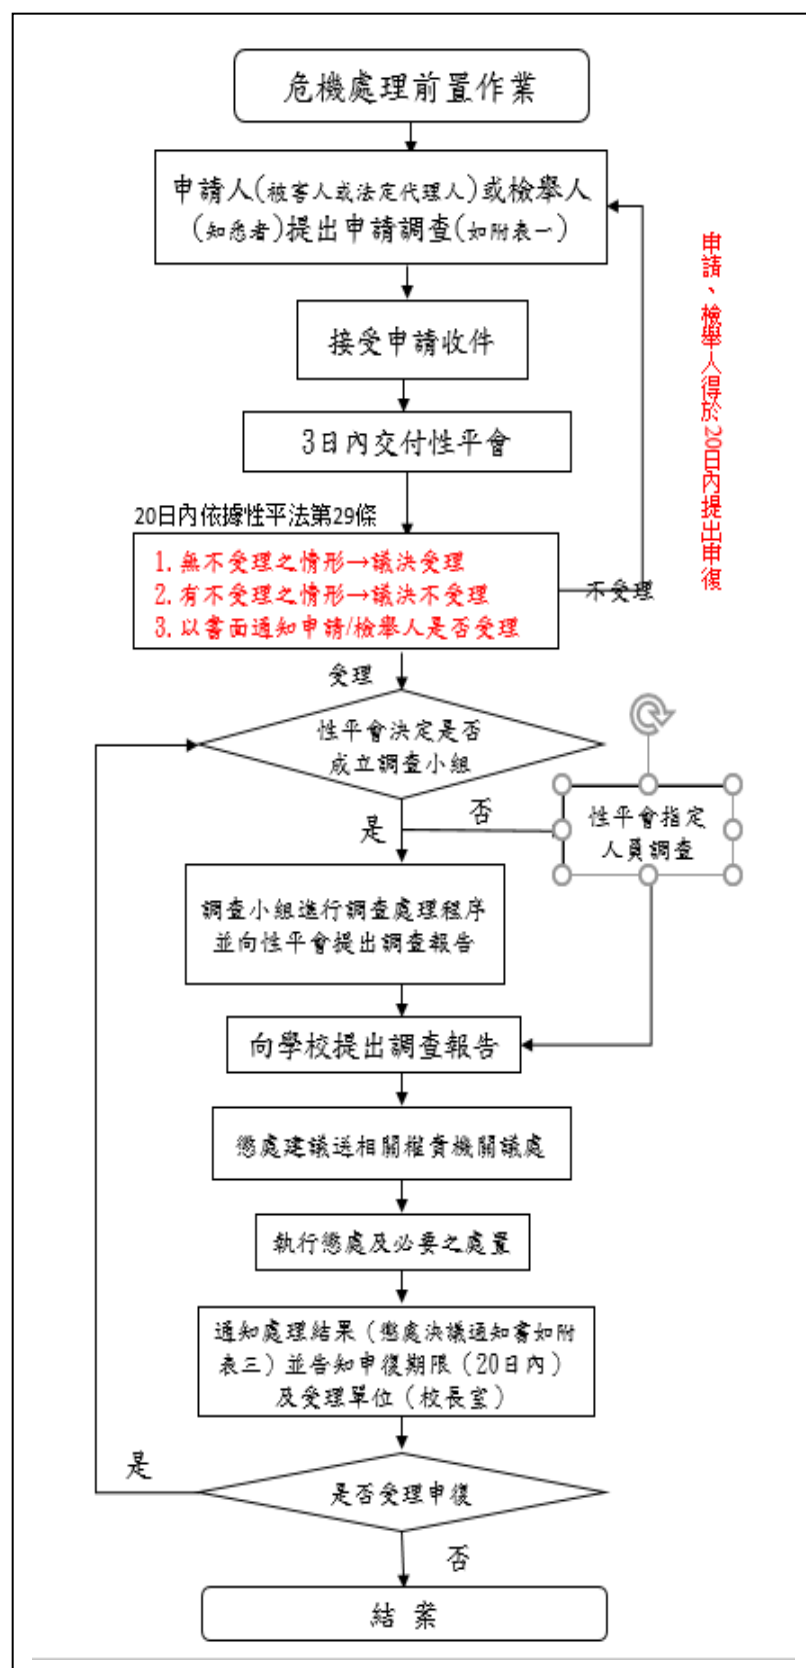 危機處理前置作業
申請人(被害人或法定代理人)或檢舉人
(知悉者)提出申請調查(如附表一)
申請、檢舉人得於20日內提出申復
接受申請收件
3日內交付性平會
20日內依據性平法第29條
1.無不受理之情形→議決受理
2.有不受理之情形→議決不受理
3.以書面通知申請/檢舉人是否受理
不受理
受理
性平會決定是否
成立調查小組
否
是
性平會指定
人員調查
調查小組進行調查處理程序
並向性平會提出調查報告
向學校提出調查報告
懲處建議送相關權責機關議處
執行懲處及必要之處置
通知處理結果（懲處決議通知書如附
表三）並告知申復期限（20日內）
及受理單位（校長室）
是
是否受理申復
否
結 案